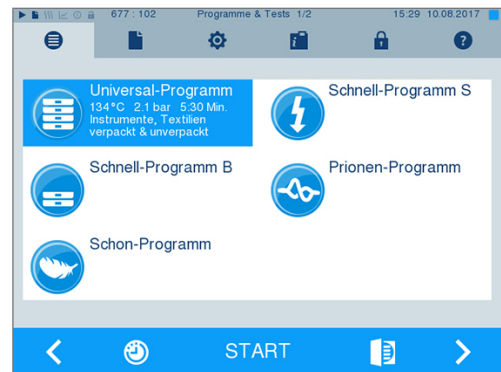 677 : 102 Programme & Tests 1/2 15:29 10.08.2017
Universal-Programm
134°C 2.1 bar 5:30 Min.
Instrumente, Textilien
verpackt & unverpackt
Schnell-Programm S
Schnell-Programm B
Prionen-Programm
Schon-Programm
START